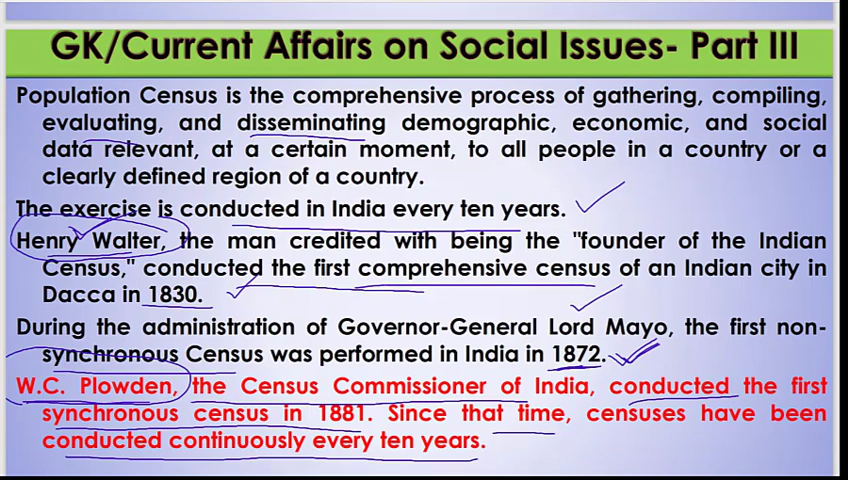 GK/Current Affairs on Social Issues- Part III
Population Census is the comprehensive process of gathering, compiling,
evaluating, and disseminating demographic, economic, and social
data relevant, at a certain moment, to all people in a country or a
clearly defined region of a country.
The exercise is conducted in India every ten years.
Henry Walter, the man credited with being the "founder of the Indian
Census," conducted the first comprehensive census of an Indian city in
Dacca in 1830.
During the administration of Governor-General Lord Mayo, the first non-
synchronous Census was performed in India in 1872.
W.C. Plowden, the Census Commissioner of India, conducted the first
synchronous census in 1881. Since that time, censuses have been
conducted continuously every ten years.